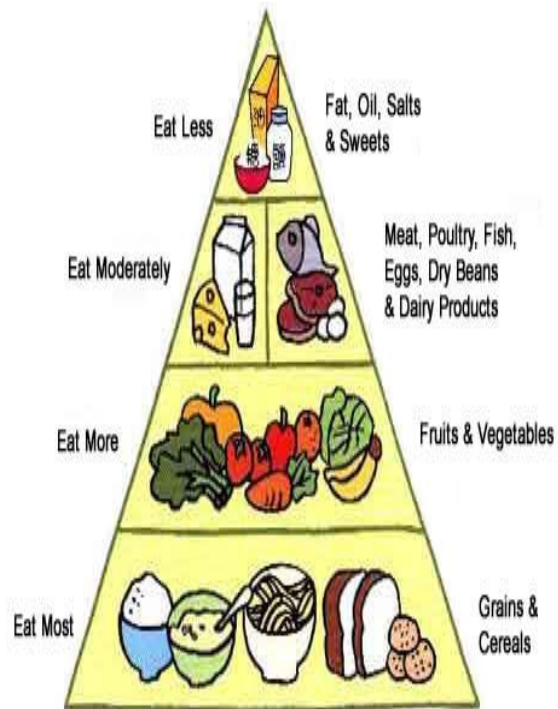 Eat Less
Fat, Oil, Salts
& Sweets
Eat Moderately
Meat, Poultry, Fish,
Eggs, Dry Beans
& Dairy Products
Eat More
Fruits & Vegetables
Eat Most
Grains &
Cereals